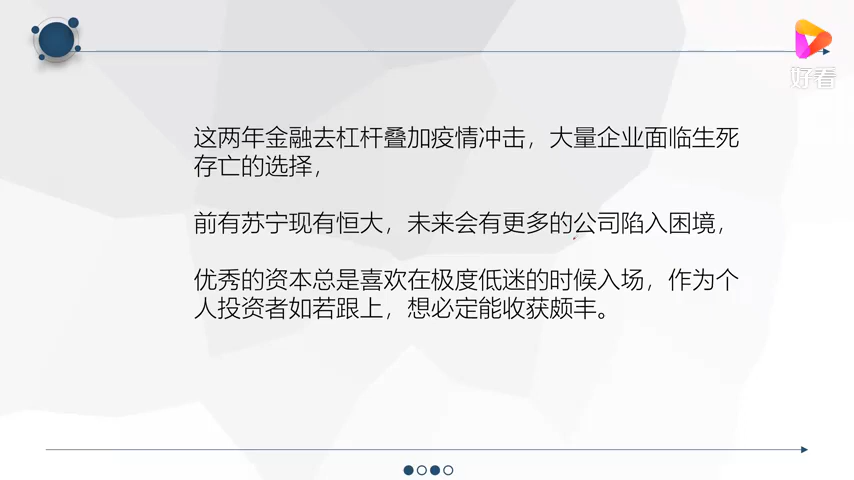 好看
这两年金融去杠杆叠加疫情冲击，大量企业面临生死
存亡的选择，
前有苏宁现有恒大，未来会有更多的公司陷入困境，
优秀的资本总是喜欢在极度低迷的时候入场，作为个
人投资者如若跟上，想必定能收获颇丰。